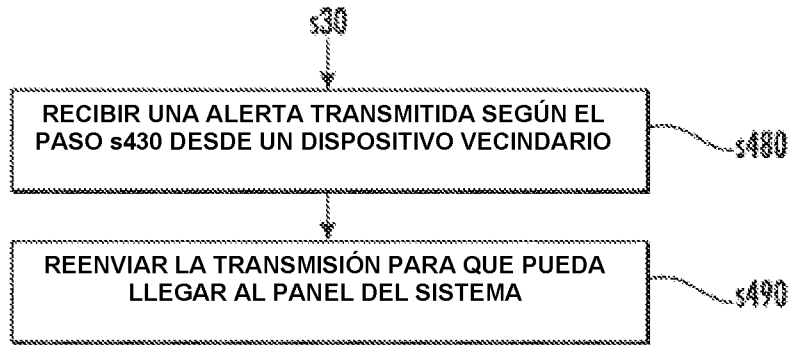 s30
RECIBIR UNA ALERTA TRANSMITIDA SEGÚN EL
PASO s430 DESDE UN DISPOSITIVO VECINDARIO
s480
REENVIAR LA TRANSMISIÓN PARA QUE PUEDA
LLEGAR AL PANEL DEL SISTEMA
s490